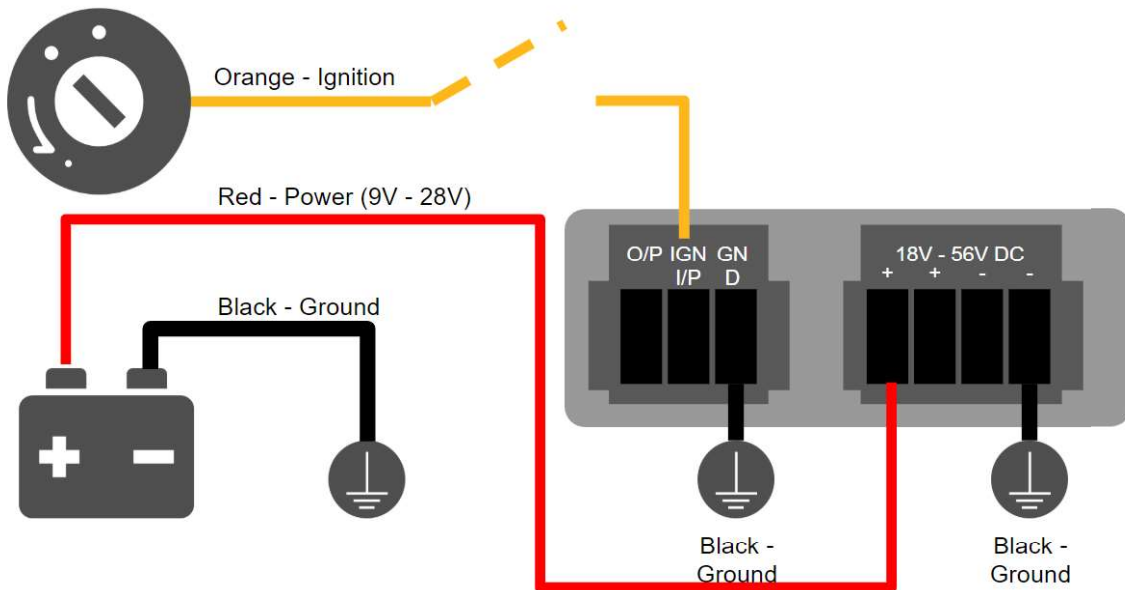 Orange - Ignition
Red - Power (9V - 28V)
O/P IGN GN
I/P D
18V - 56V DC
+ + - -
Black - Ground
Black -
Ground
Black -
Ground